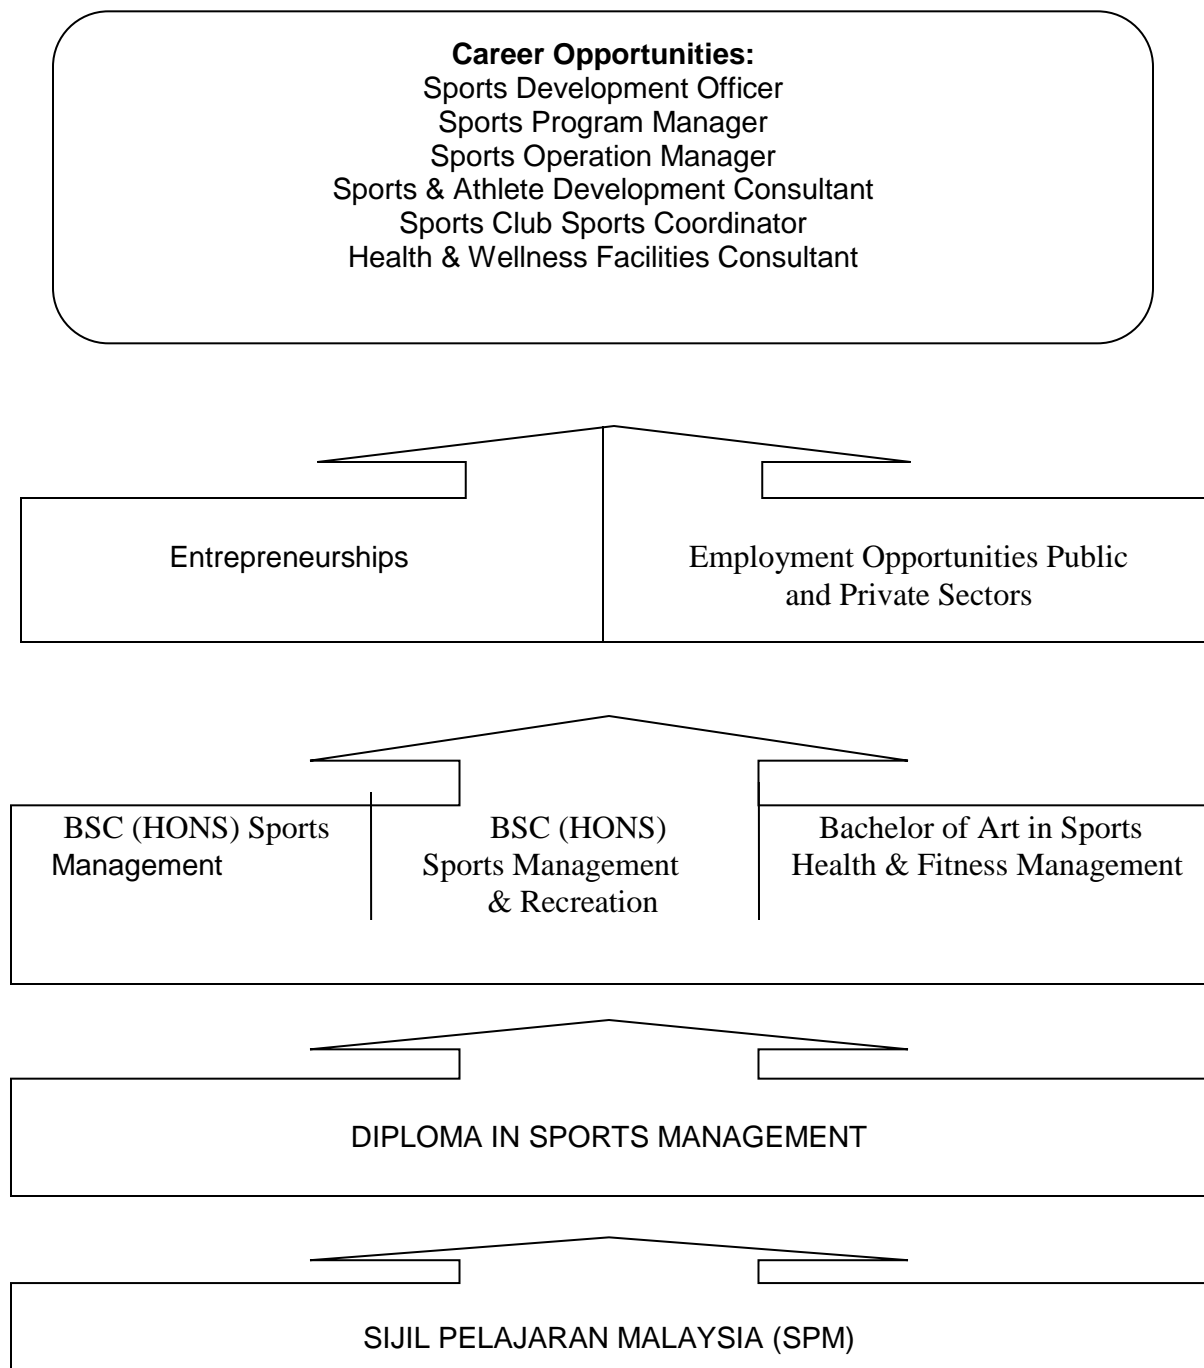 Career Opportunities:
Sports Development Officer
Sports Program Manager
Sports Operation Manager
Sports & Athlete Development Consultant
Sports Club Sports Coordinator
Health & Wellness Facilities Consultant
Entrepreneurships
Employment Opportunities Public
and Private Sectors
BSC (HONS) Sports
Management
BSC (HONS)
Sports Management
& Recreation
Bachelor of Art in Sports
Health & Fitness Management
DIPLOMA IN SPORTS MANAGEMENT
SIJIL PELAJARAN MALAYSIA (SPM)